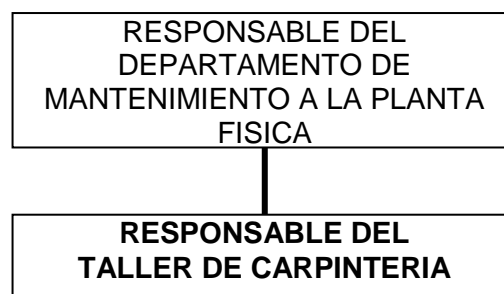 RESPONSABLE DEL
DEPARTAMENTO DE
MANTENIMIENTO A LA PLANTA
FISICA
RESPONSABLE DEL
TALLER DE CARPINTERIA